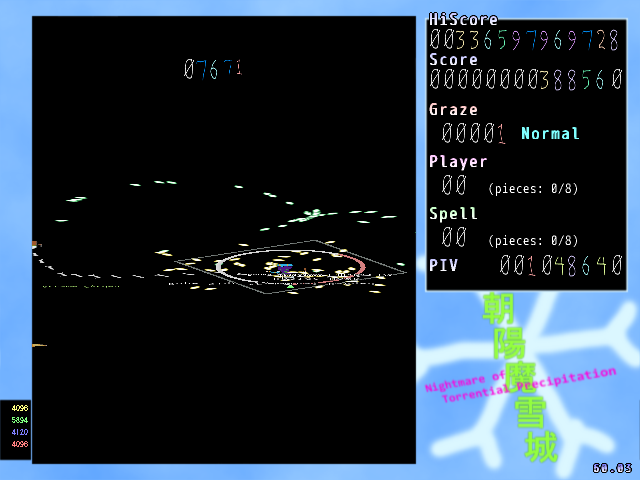 HiScore
00336597969728
Score
00000000388560
07671
Graze
00001 Normal
Player
00 (pieces: 0/8)
Spell
00 (pieces: 0/8)
PIV 001048640
朝陽魔雪城
Nightmare of
Torrential Precipitation
4096
5894
4120
4096
60.03